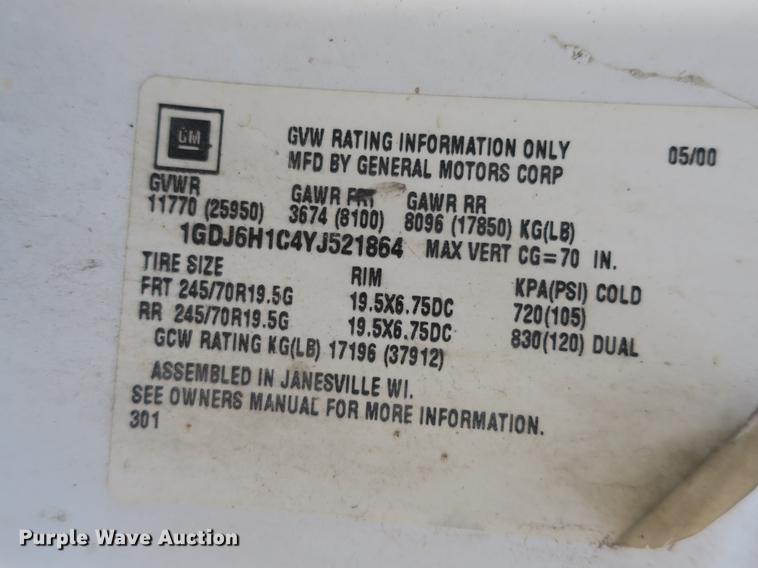 GM
GVW RATING INFORMATION ONLY 05/00
MFD BY GENERAL MOTORS CORP
GVWR GAWR FRT GAWR RR
11770 (25950) 3674 (8100) 8096 (17850) KG(LB)
1GDJ6H1C4YJ521864 MAX VERT CG=70 IN.
TIRE SIZE RIM KPA(PSI) COLD
FRT 245/70R19.5G 19.5X6.75DC 720(105)
RR 245/70R19.5G 19.5X6.75DC 830(120) DUAL
GCW RATING KG(LB) 17196 (37912)
ASSEMBLED IN JANESVILLE WI.
SEE OWNERS MANUAL FOR MORE INFORMATION.
301
Purple Wave Auction